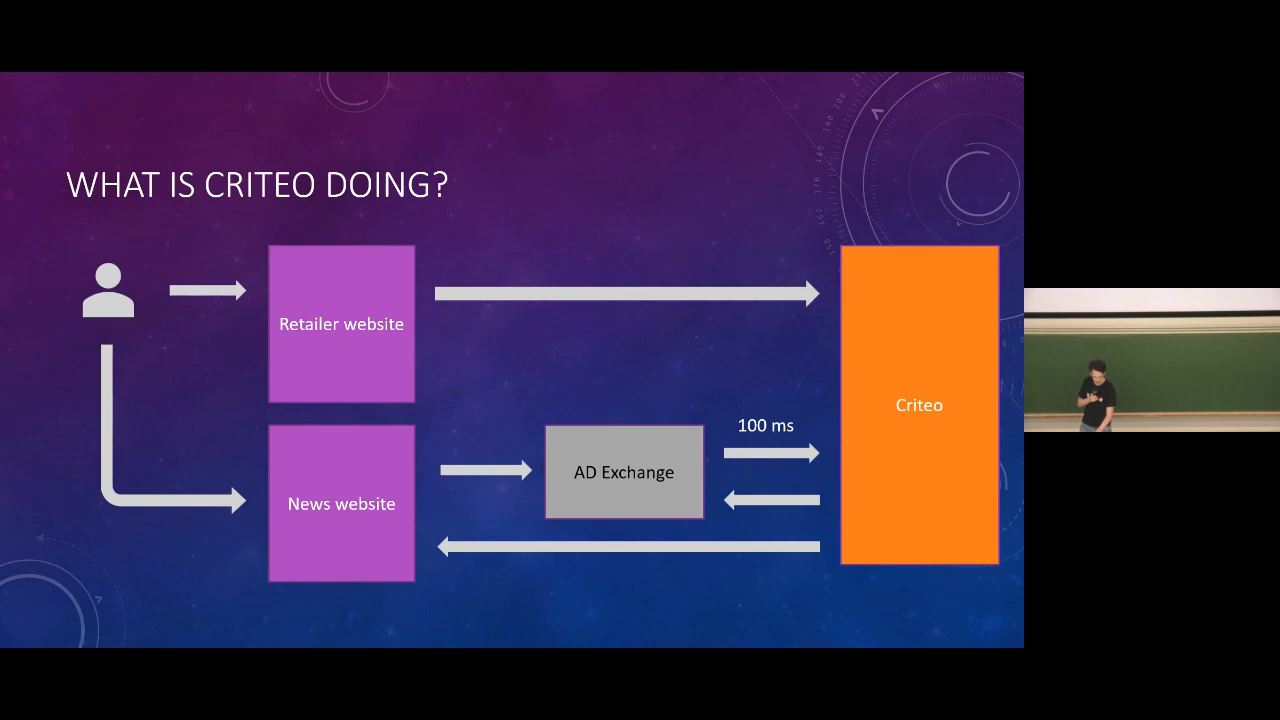 WHAT IS CRITEO DOING?
Retailer website
Criteo
100 ms
AD Exchange
News website